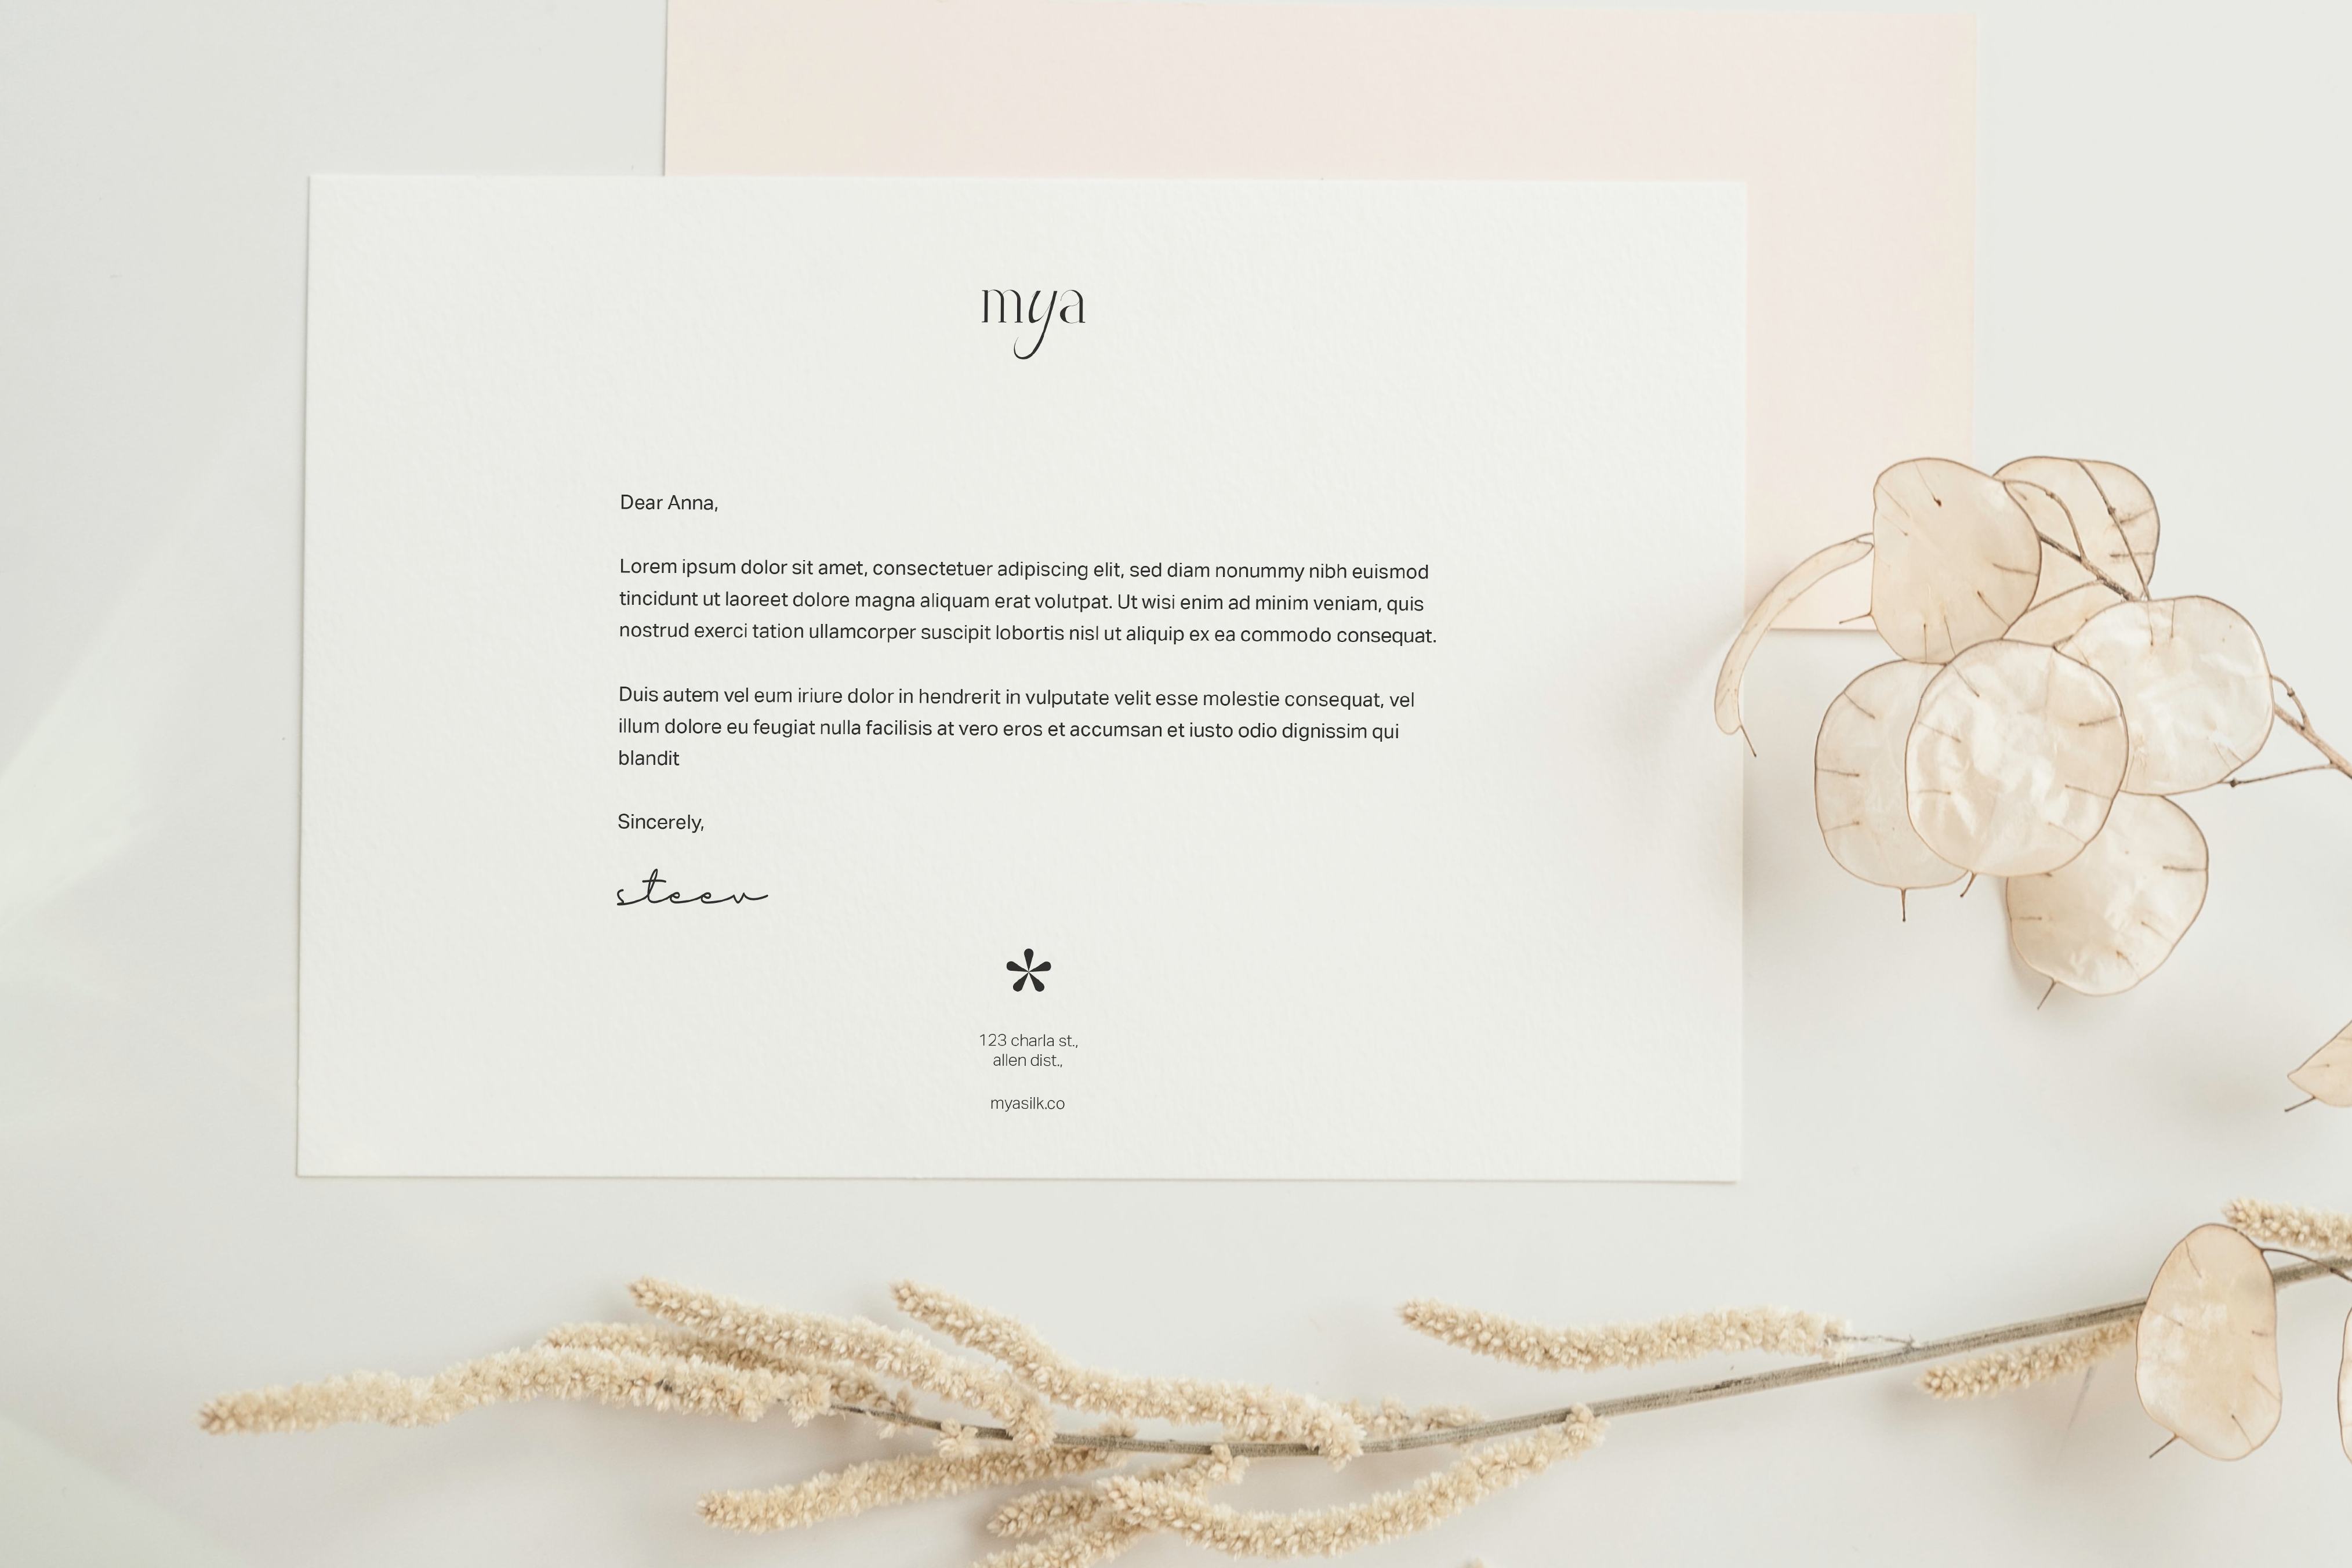 mya
Dear Anna,
Lorem ipsum dolor sit amet, consectetuer adipiscing elit, sed diam nonummy nibh euismod
tincidunt ut laoreet dolore magna aliquam erat volutpat. Ut wisi enim ad minim veniam, quis
nostrud exerci tation ullamcorper suscipit lobortis nisl ut aliquip ex ea commodo consequat.
Duis autem vel eum iriure dolor in hendrerit in vulputate velit esse molestie consequat, vel
illum dolore eu feugiat nulla facilisis at vero eros et accumsan et iusto odio dignissim qui
blandit
Sincerely,
steev
*
123 charla st.,
allen dist.,
myasilk.co